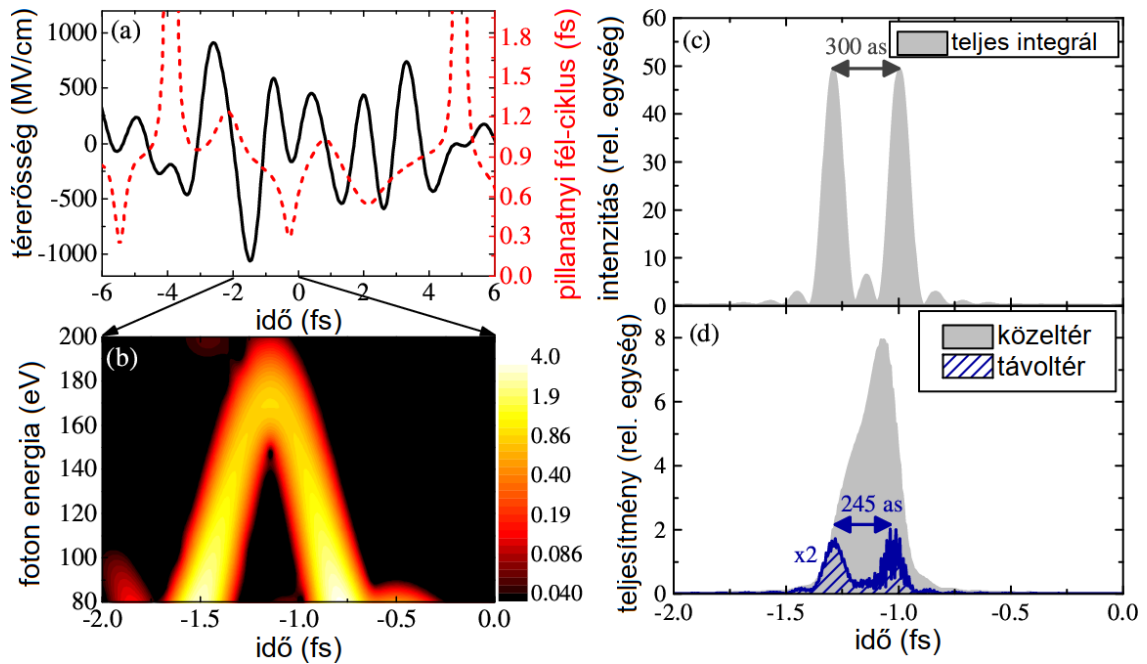 (a)
térerősség (MV/cm)
1000
500
0
-500
-1000
-6 -4 -2 0 2 4 6
idő (fs)
1.8
1.5
1.2
0.9
0.6
0.3
0.0
pillanatnyi fél-ciklus (fs)
(b)
foton energia (eV)
200
180
160
140
120
100
80
-2.0 -1.5 -1.0 -0.5 0.0
idő (fs)
4.0
1.9
0.86
0.42
0.19
0.086
0.040
(c)
teljes integrál
300 as
intenzitás (rel. egység)
60
50
40
30
20
10
0
(d)
közeltér
távoltér
245 as
x2
teljesítmény (rel. egység)
8
6
4
2
0
-2.0 -1.5 -1.0 -0.5 0.0
idő (fs)